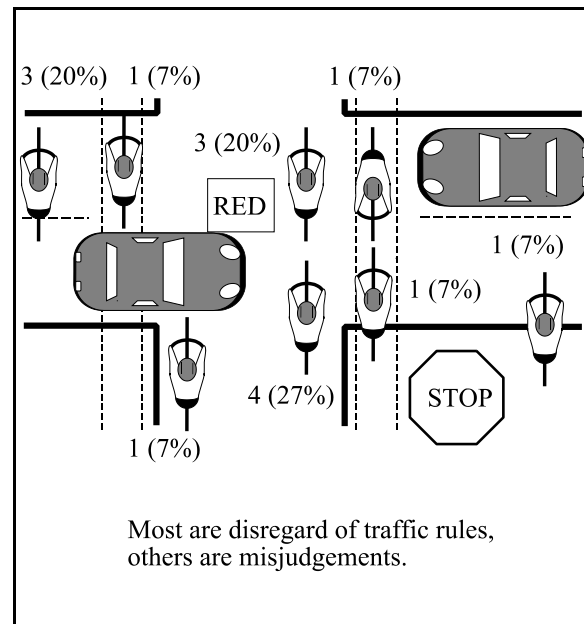 3 (20%) 1 (7%) 1 (7%)
3 (20%)
RED
1 (7%)
1 (7%)
4 (27%)
STOP
1 (7%)
Most are disregard of traffic rules,
others are misjudgements.